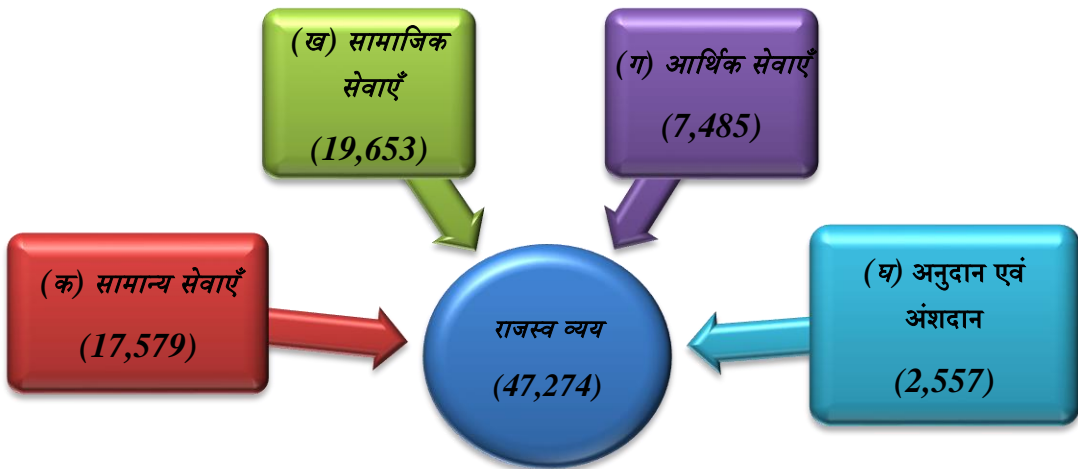 (क) सामान्य सेवाएँ
(17,579)
(ख) सामाजिक
सेवाएँ
(19,653)
(ग) आर्थिक सेवाएँ
(7,485)
(घ) अनुदान एवं
अंशदान
(2,557)
राजस्व व्यय
(47,274)